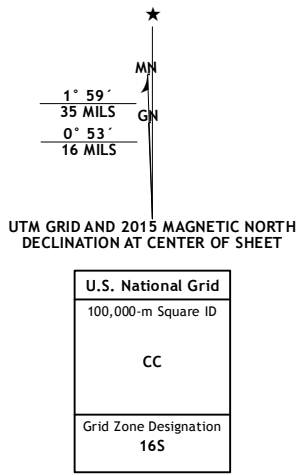 ★
MN
1° 59´
35 MILS
GN
0° 53´
16 MILS
UTM GRID AND 2015 MAGNETIC NORTH
DECLINATION AT CENTER OF SHEET
U.S. National Grid
100,000-m Square ID
CC
Grid Zone Designation
16S